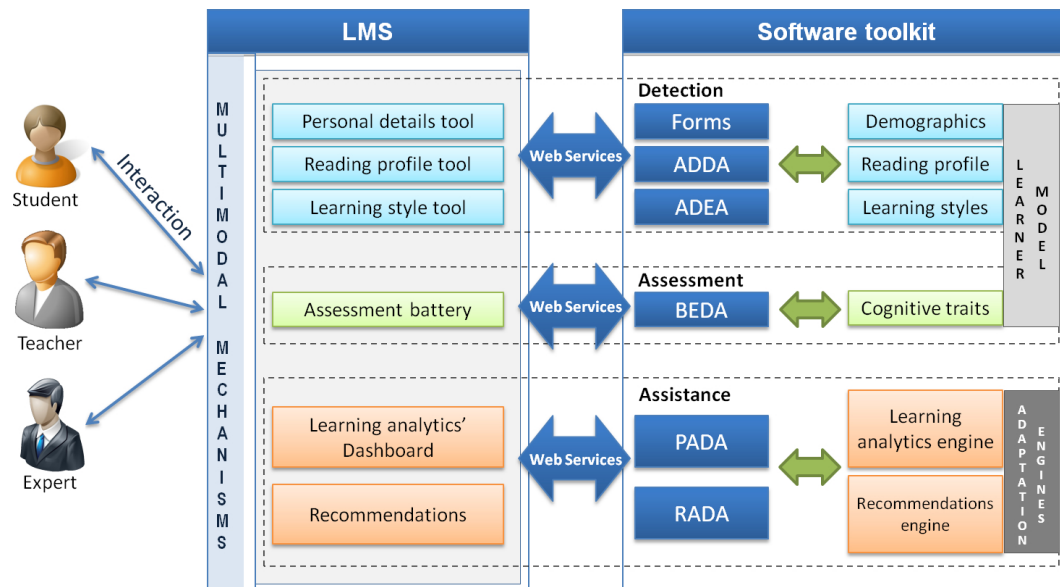 LMS
Software toolkit
Student
Teacher
Expert
Interaction
MULTIMODAL MECHANISMS
Detection
Personal details tool
Reading profile tool
Learning style tool
Web Services
Forms
ADDA
ADEA
Demographics
Reading profile
Learning styles
LEARNER
MODEL
Assessment
Assessment battery
Web Services
BEDA
Cognitive traits
Assistance
Learning analytics’
Dashboard
Recommendations
Web Services
PADA
RADA
Learning
analytics engine
Recommendations
engine
ADAPTATION
ENGINES